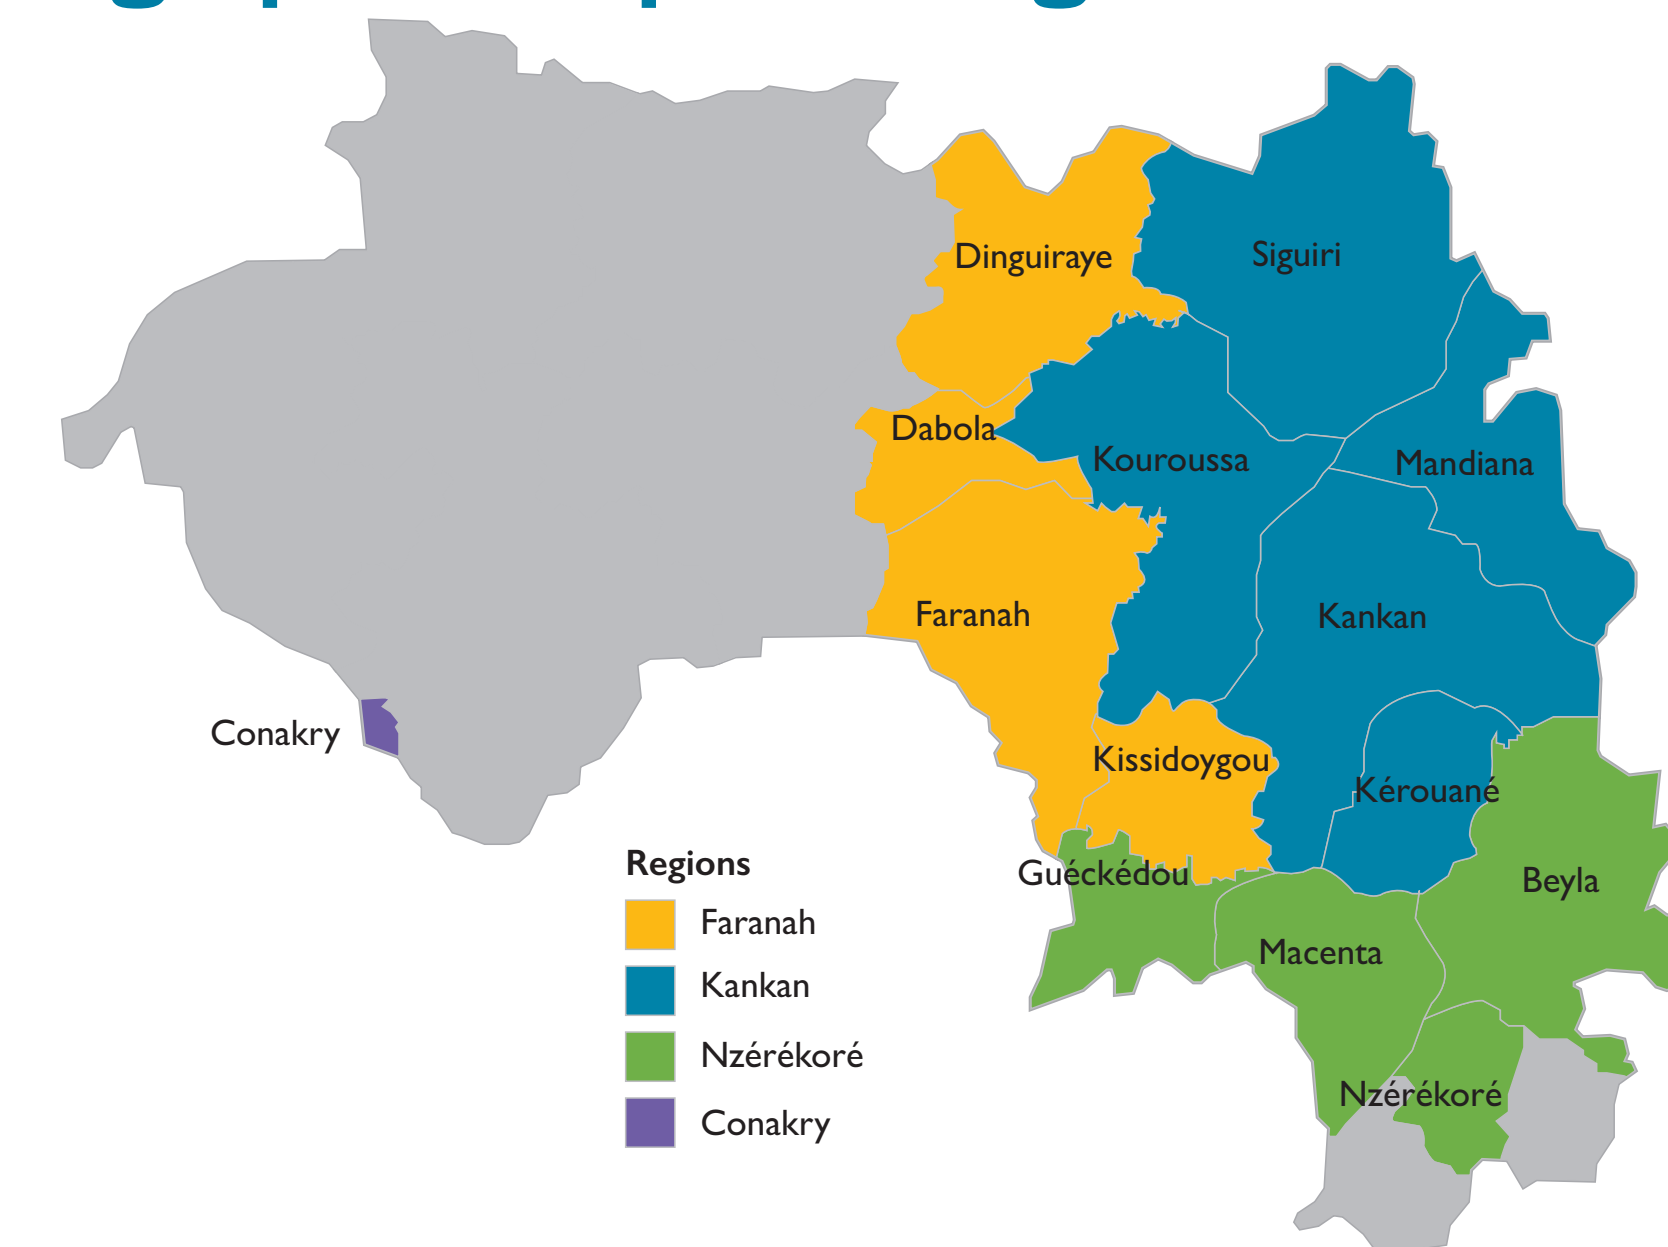 Dinguiraye
Siguiri
Dabola
Kouroussa
Mandiana
Faranah
Kankan
Conakry
Kissidoygou
Kérouané
Guéckédou
Beyla
Macenta
Nzérékoré
Regions
Faranah
Kankan
Nzérékoré
Conakry